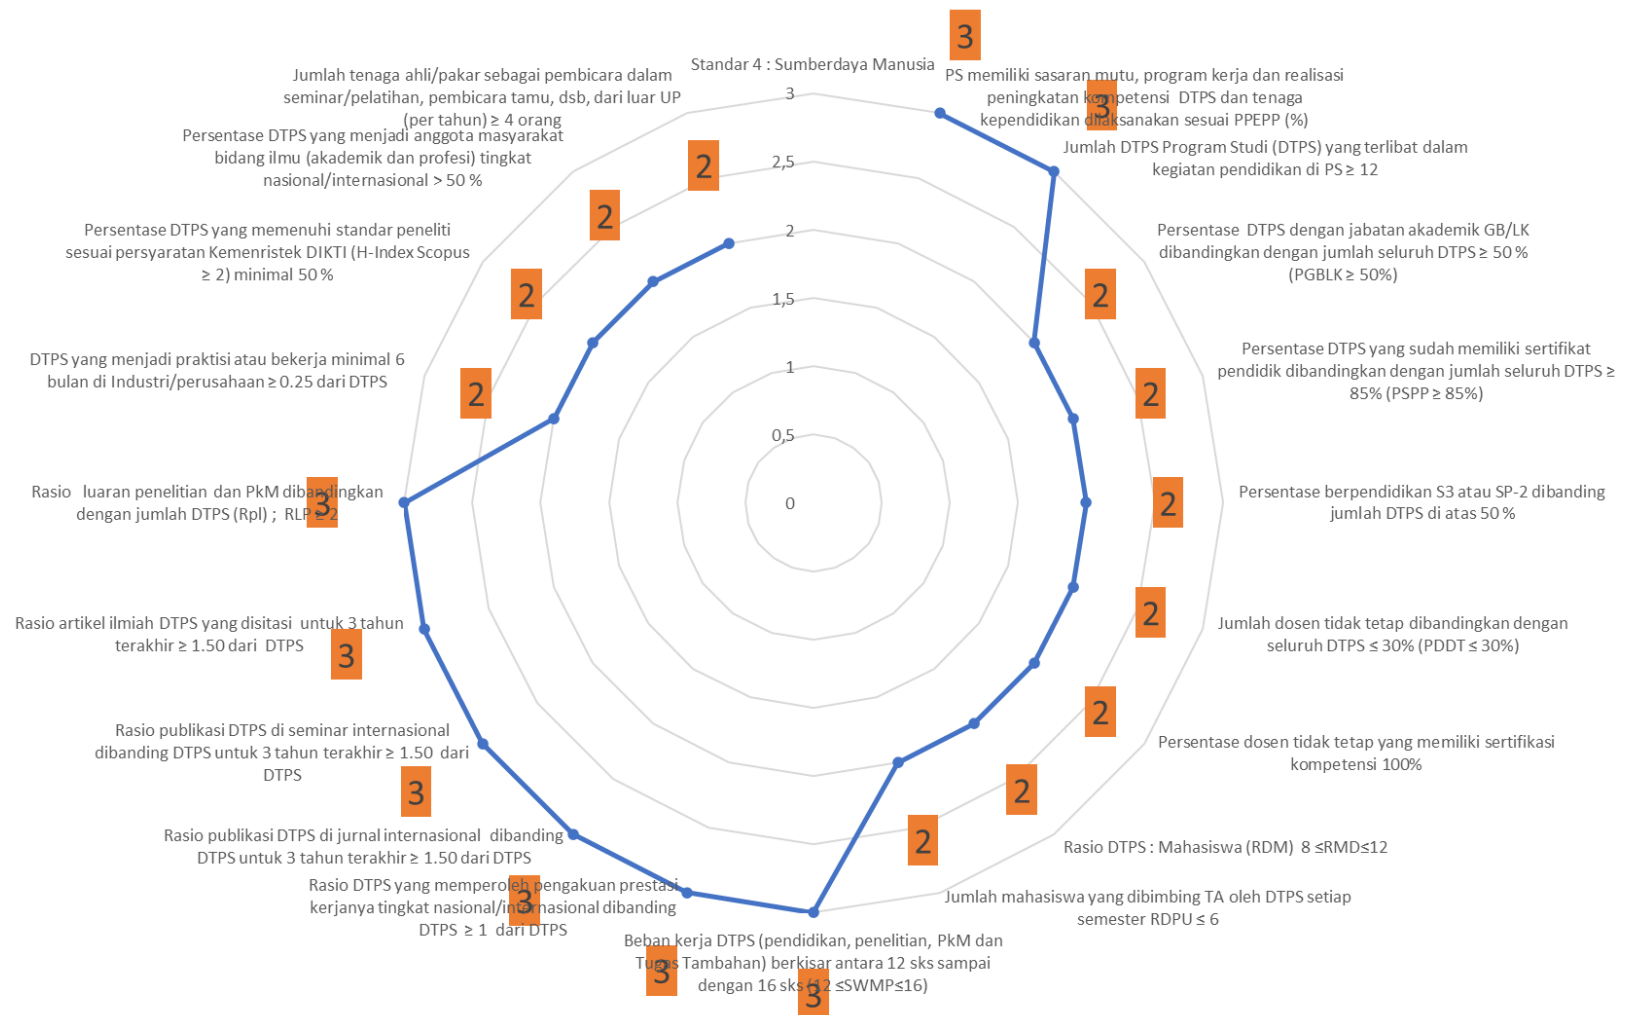 3
Standar 4 : Sumberdaya Manusia
PS memiliki sasaran mutu, program kerja dan realisasi
peningkatan kompetensi DTPS dan tenaga
kependidikan dilaksanakan sesuai PPEPP (%)
3
Jumlah DTPS Program Studi (DTPS) yang terlibat dalam
kegiatan pendidikan di PS ≥ 12
Persentase DTPS dengan jabatan akademik GB/LK
dibandingkan dengan jumlah seluruh DTPS ≥ 50 %
(PGBLK ≥ 50%)
2
Persentase DTPS yang sudah memiliki sertifikat
pendidik dibandingkan dengan jumlah seluruh DTPS ≥
85% (PSPP ≥ 85%)
2
Persentase berpendidikan S3 atau SP-2 dibanding
jumlah DTPS di atas 50 %
2
Jumlah dosen tidak tetap dibandingkan dengan
seluruh DTPS ≤ 30% (PDDT ≤ 30%)
2
Persentase dosen tidak tetap yang memiliki sertifikasi
kompetensi 100%
2
Rasio DTPS : Mahasiswa (RDM) 8 ≤RMD≤12
2
Jumlah mahasiswa yang dibimbing TA oleh DTPS setiap
semester RDPU ≤ 6
2
Beban kerja DTPS (pendidikan, penelitian, PkM dan
Tugas Tambahan) berkisar antara 12 sks sampai
dengan 16 sks (12 ≤SWMP≤16)
3
Rasio DTPS yang memperoleh pengakuan prestasi
kerjanya tingkat nasional/internasional dibanding
DTPS ≥ 1 dari DTPS
3
Rasio publikasi DTPS di jurnal internasional dibanding
DTPS untuk 3 tahun terakhir ≥ 1.50 dari DTPS
3
Rasio publikasi DTPS di seminar internasional
dibanding DTPS untuk 3 tahun terakhir ≥ 1.50 dari
DTPS
3
Rasio artikel ilmiah DTPS yang disitasi untuk 3 tahun
terakhir ≥ 1.50 dari DTPS
3
Rasio luaran penelitian dan PkM dibandingkan
dengan jumlah DTPS (Rpl) ; RLP ≥ 2
3
DTPS yang menjadi praktisi atau bekerja minimal 6
bulan di Industri/perusahaan ≥ 0.25 dari DTPS
2
Persentase DTPS yang memenuhi standar peneliti
sesuai persyaratan Kemenristek DIKTI (H-Index Scopus
≥ 2) minimal 50 %
2
Persentase DTPS yang menjadi anggota masyarakat
bidang ilmu (akademik dan profesi) tingkat
nasional/internasional > 50 %
2
Jumlah tenaga ahli/pakar sebagai pembicara dalam
seminar/pelatihan, pembicara tamu, dsb, dari luar UP
(per tahun) ≥ 4 orang
2
3
2,5
2
1,5
1
0,5
0